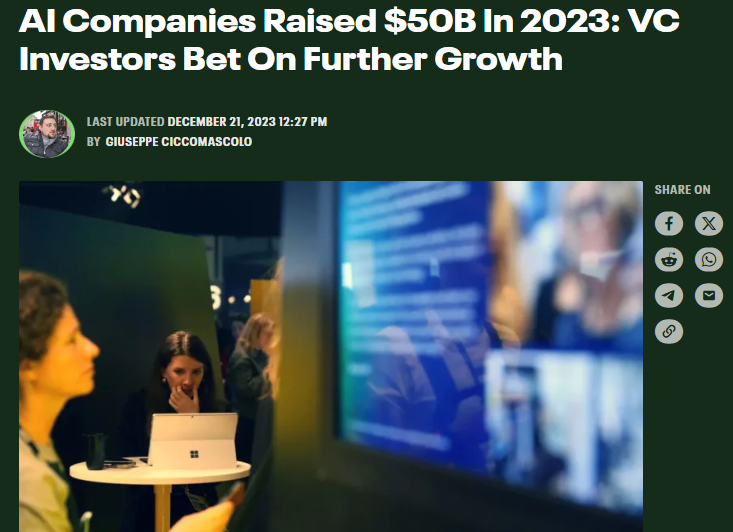 AI Companies Raised $50B In 2023: VC
Investors Bet On Further Growth
LAST UPDATED DECEMBER 21, 2023 12:27 PM
BY GIUSEPPE CICCOMASCOLO
SHARE ON